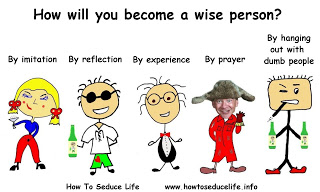 How will you become a wise person?
By imitation
By reflection
By experience
By prayer
By hanging
out with
dumb people
How To Seduce Life
www.howtoseducelife.info